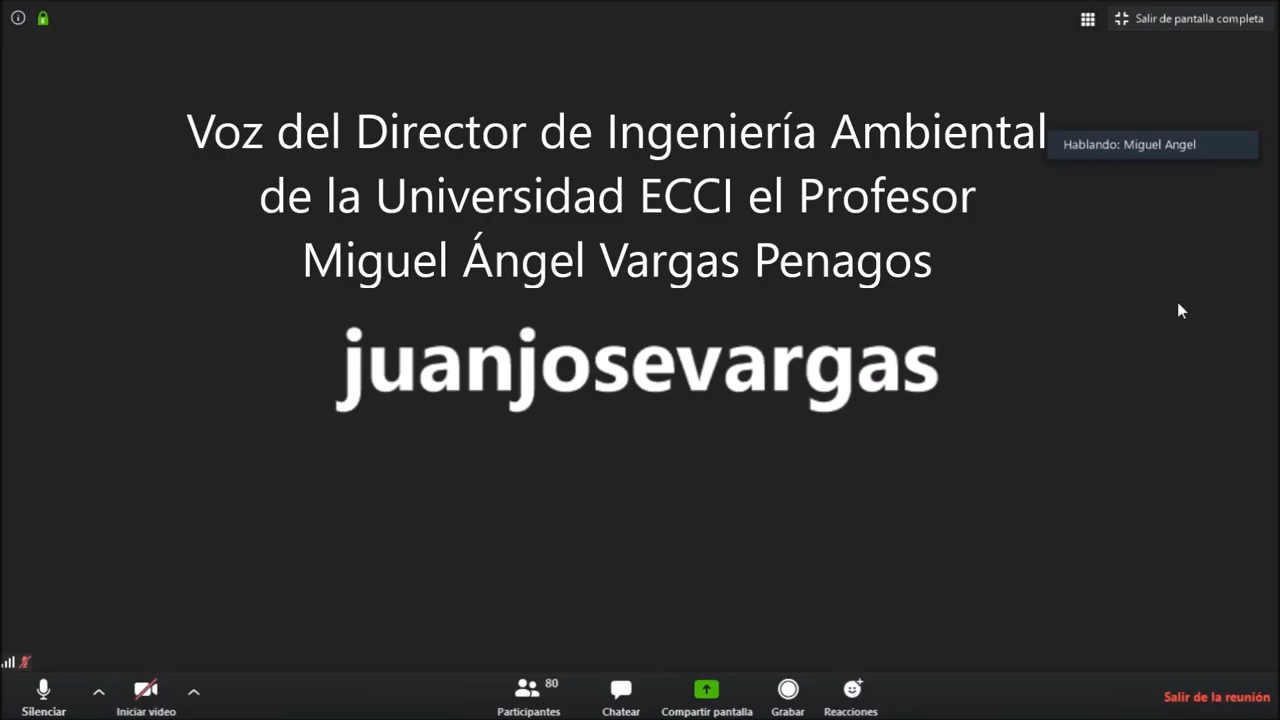 Salir de pantalla completa
Voz del Director de Ingeniería Ambiental
Hablando: Miguel Angel
de la Universidad ECCI el Profesor
Miguel Ángel Vargas Penagos
juanjosevargas
80
Silenciar
Iniciar video
Participantes
Chatear
Compartir pantalla
Grabar
Reacciones
Salir de la reunión